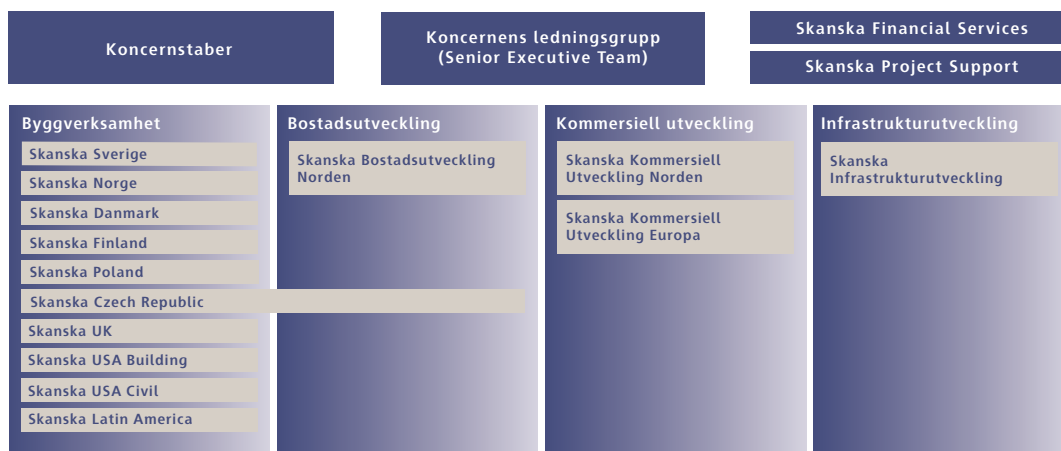 Koncernstaber
Koncernens ledningsgrupp
(Senior Executive Team)
Skanska Financial Services
Skanska Project Support
Byggverksamhet
Skanska Sverige
Skanska Norge
Skanska Danmark
Skanska Finland
Skanska Poland
Skanska Czech Republic
Skanska UK
Skanska USA Building
Skanska USA Civil
Skanska Latin America
Bostadsutveckling
Skanska Bostadsutveckling
Norden
Kommersiell utveckling
Skanska Kommersiell
Utveckling Norden
Skanska Kommersiell
Utveckling Europa
Infrastrukturutveckling
Skanska
Infrastrukturutveckling